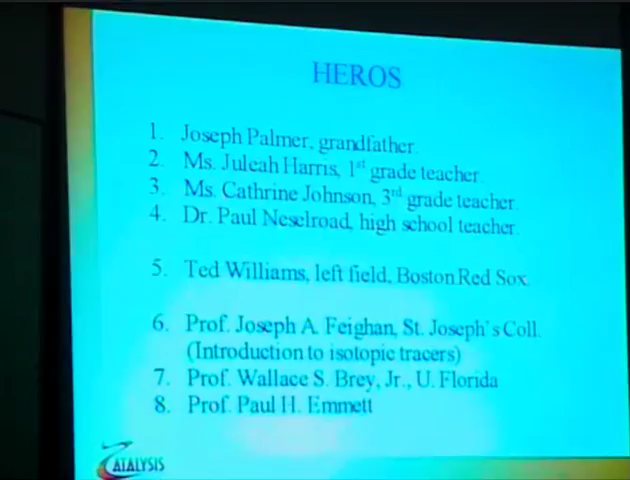 HEROS
1. Joseph Palmer, grandfather.
2. Ms. Juleah Harris, 1st grade teacher.
3. Ms. Cathrine Johnson, 3rd grade teacher.
4. Dr. Paul Neselroad, high school teacher.
5. Ted Williams, left field, Boston Red Sox.
6. Prof. Joseph A. Feighan, St. Joseph's Coll.
(Introduction to isotopic tracers)
7. Prof. Wallace S. Brey, Jr., U. Florida
8. Prof. Paul H. Emmett
CATALYSIS